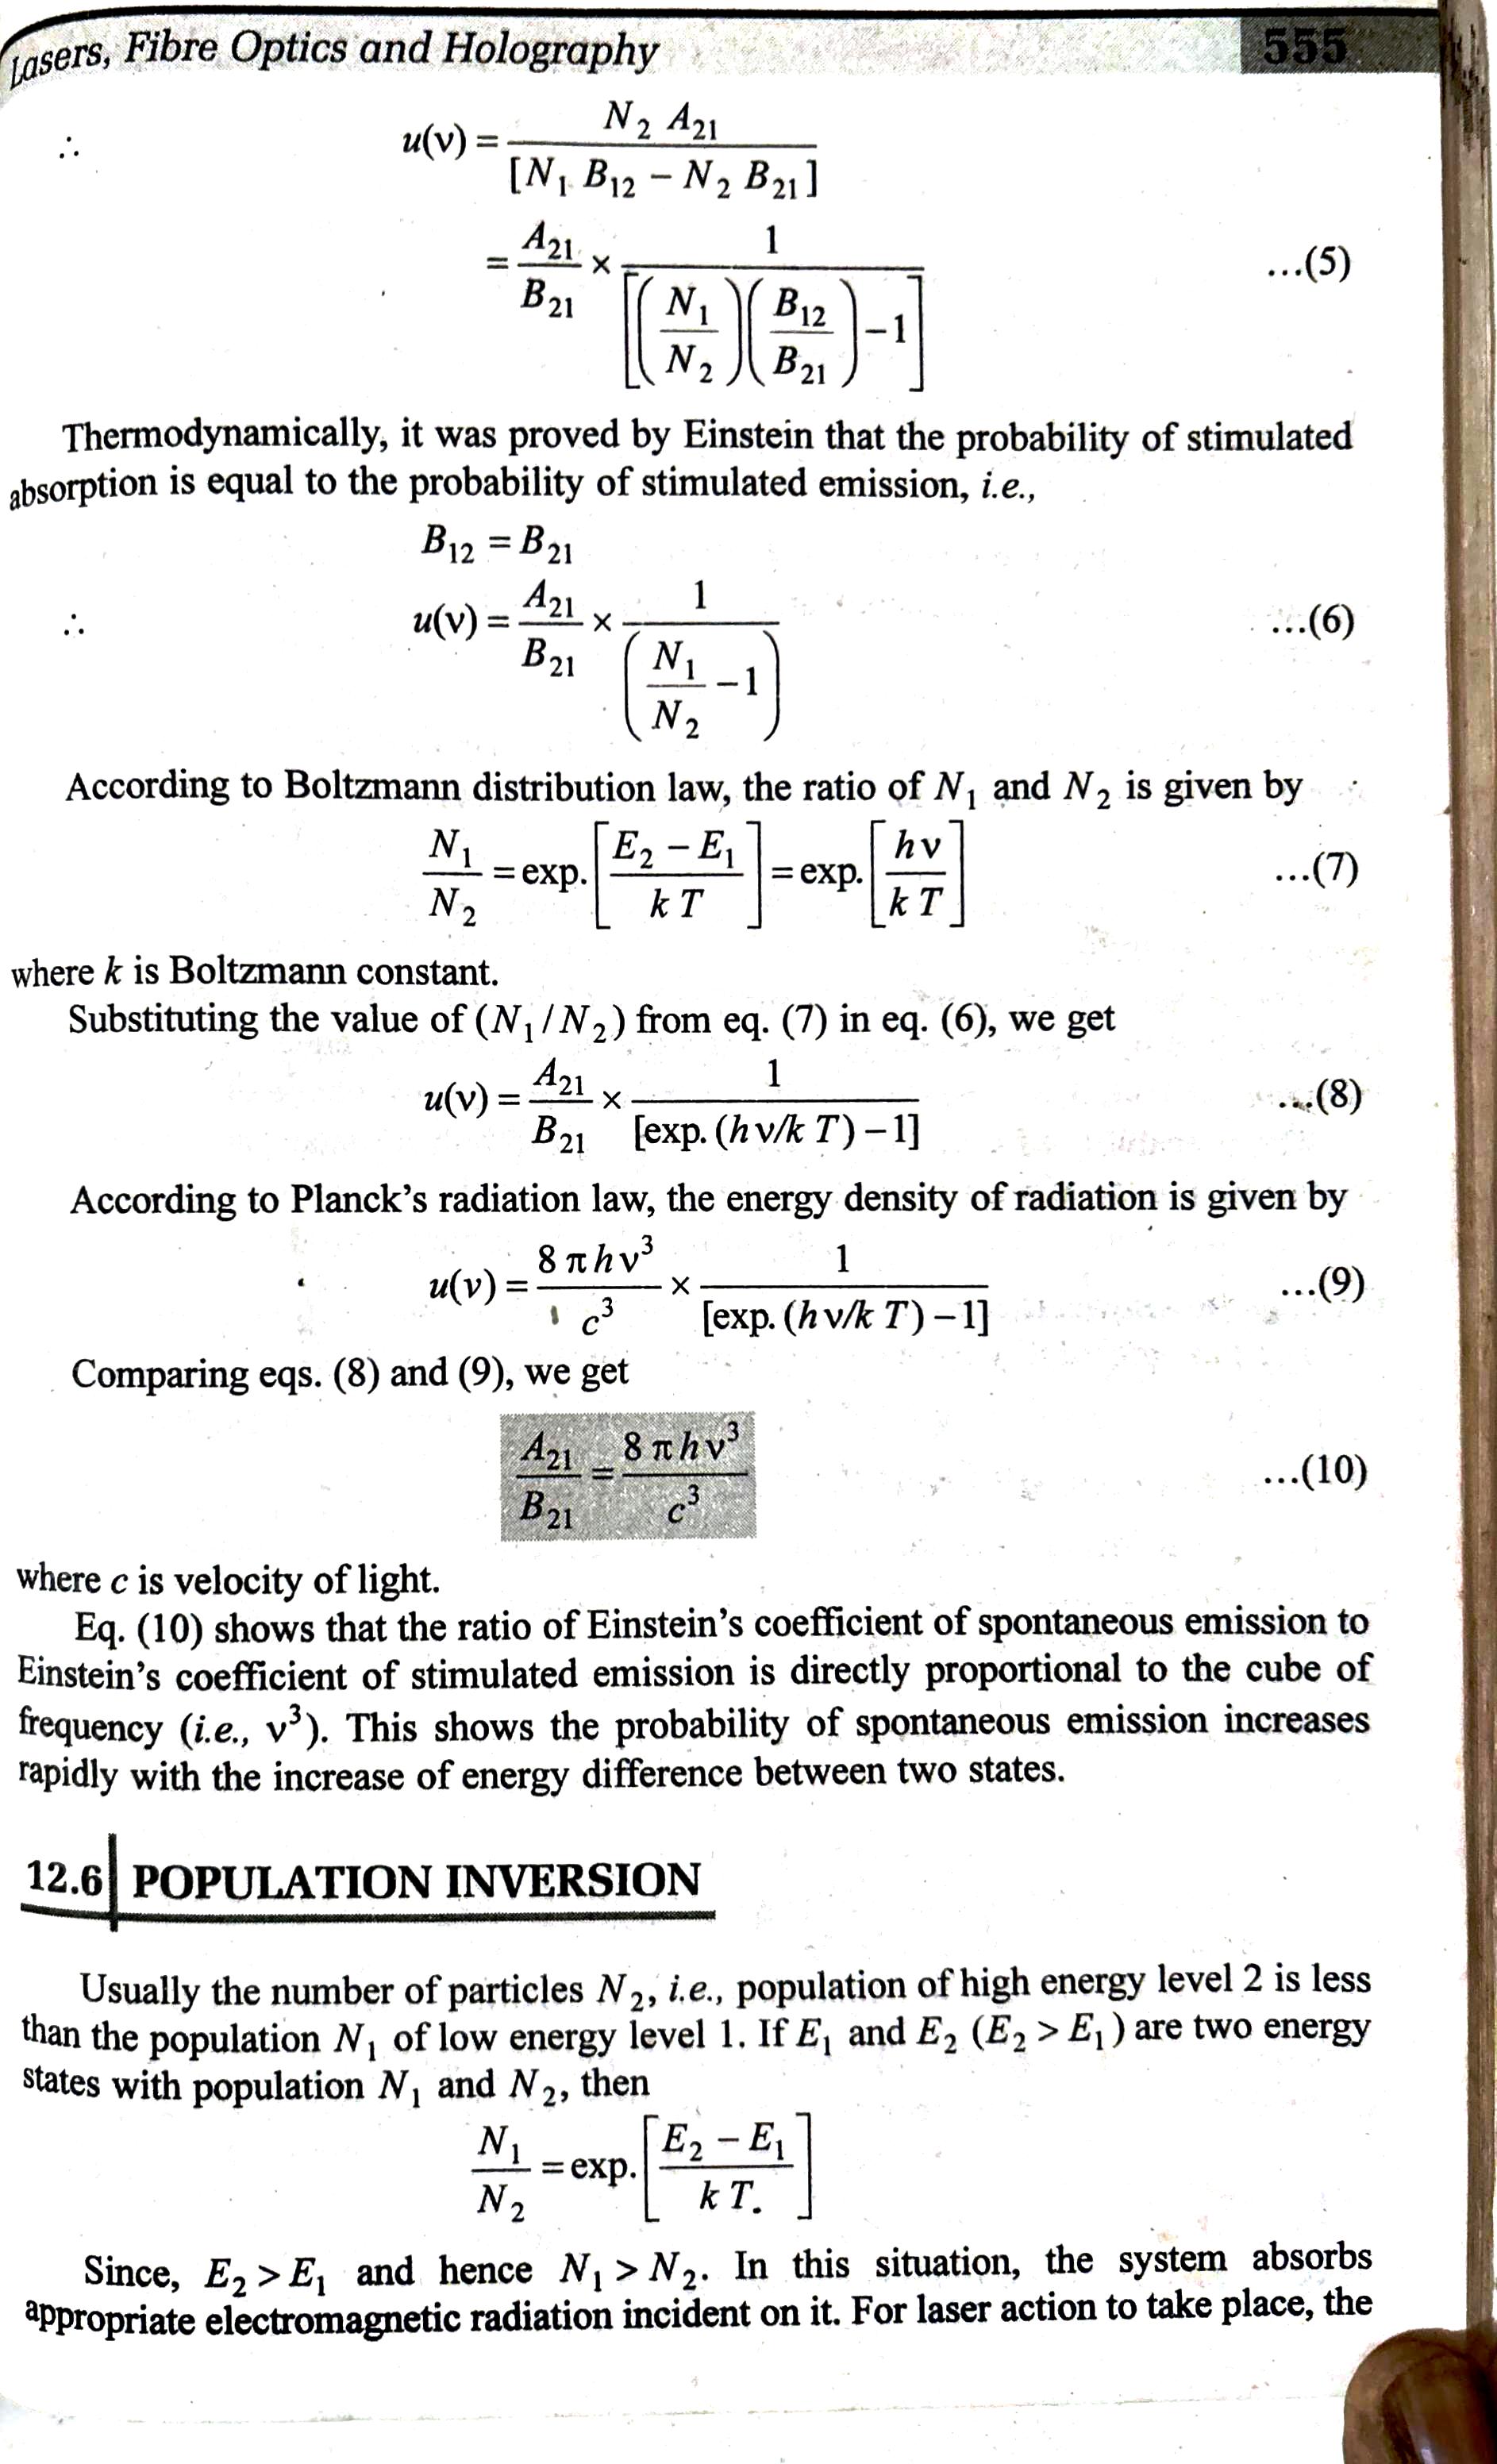 Lasers, Fibre Optics and Holography 555
∴ u(ν) = N₂ A₂₁ / [N₁ B₁₂ − N₂ B₂₁]
= A₂₁/B₂₁ × 1 / [(N₁/N₂)(B₁₂/B₂₁) − 1] ...(5)
Thermodynamically, it was proved by Einstein that the probability of stimulated
absorption is equal to the probability of stimulated emission, i.e.,
B₁₂ = B₂₁
∴ u(ν) = A₂₁/B₂₁ × 1 / (N₁/N₂ − 1) ...(6)
According to Boltzmann distribution law, the ratio of N₁ and N₂ is given by
N₁/N₂ = exp. [E₂ − E₁ / k T] = exp. [h ν / k T] ...(7)
where k is Boltzmann constant.
Substituting the value of (N₁/N₂) from eq. (7) in eq. (6), we get
u(ν) = A₂₁/B₂₁ × 1 / [exp. (h ν/k T) − 1] ...(8)
According to Planck's radiation law, the energy density of radiation is given by
u(ν) = 8 π h ν³ / c³ × 1 / [exp. (h ν/k T) − 1] ...(9)
Comparing eqs. (8) and (9), we get
A₂₁/B₂₁ = 8 π h ν³ / c³ ...(10)
where c is velocity of light.
Eq. (10) shows that the ratio of Einstein's coefficient of spontaneous emission to
Einstein's coefficient of stimulated emission is directly proportional to the cube of
frequency (i.e., ν³). This shows the probability of spontaneous emission increases
rapidly with the increase of energy difference between two states.
12.6 POPULATION INVERSION
Usually the number of particles N₂, i.e., population of high energy level 2 is less
than the population N₁ of low energy level 1. If E₁ and E₂ (E₂ > E₁) are two energy
states with population N₁ and N₂, then
N₁/N₂ = exp. [E₂ − E₁ / k T]
Since, E₂ > E₁ and hence N₁ > N₂. In this situation, the system absorbs
appropriate electromagnetic radiation incident on it. For laser action to take place, the